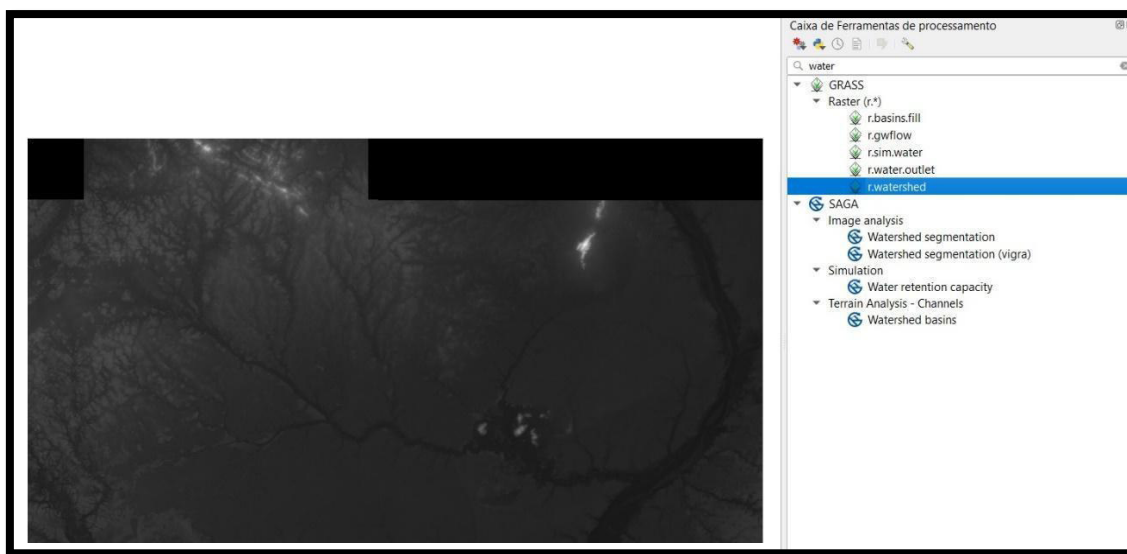 Caixa de Ferramentas de processamento
water
GRASS
Raster (r.*)
r.basins.fill
r.gwflow
r.sim.water
r.water.outlet
r.watershed
SAGA
Image analysis
Watershed segmentation
Watershed segmentation (vigra)
Simulation
Water retention capacity
Terrain Analysis - Channels
Watershed basins